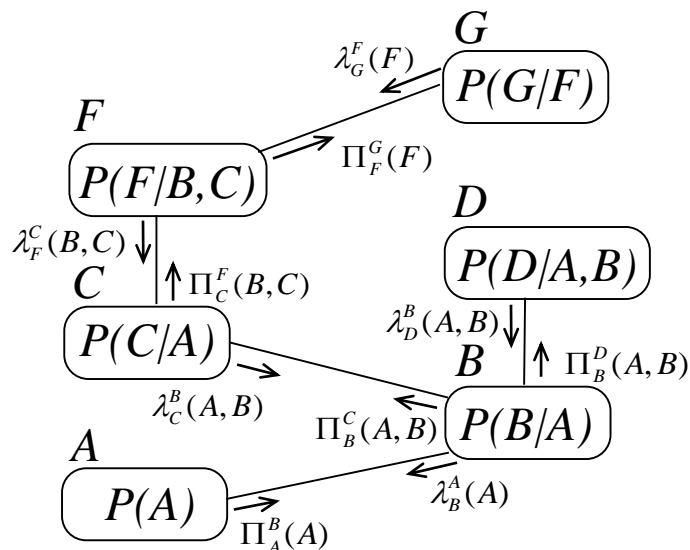 G
λ_G^F(F)
P(G/F)
F
Π_F^G(F)
P(F/B,C)
D
λ_F^C(B,C)
P(D/A,B)
C
Π_C^F(B,C)
λ_D^B(A,B)
P(C/A)
B
Π_B^D(A,B)
λ_C^B(A,B)
Π_B^C(A,B)
P(B/A)
A
λ_B^A(A)
P(A)
Π_A^B(A)